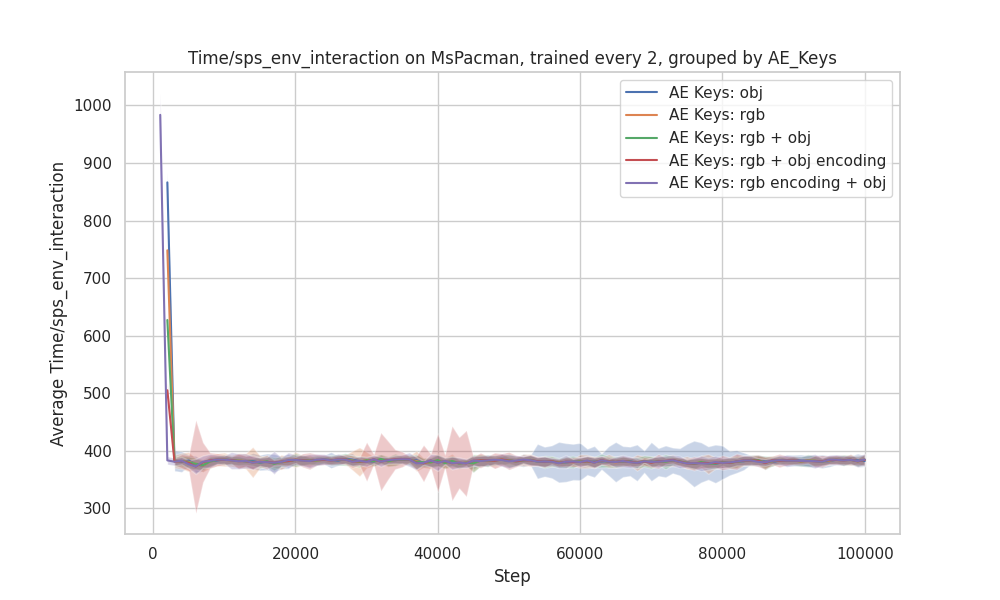 Time/sps_env_interaction on MsPacman, trained every 2, grouped by AE_Keys
AE Keys: obj
AE Keys: rgb
AE Keys: rgb + obj
AE Keys: rgb + obj encoding
AE Keys: rgb encoding + obj
Average Time/sps_env_interaction
1000
900
800
700
600
500
400
300
0 20000 40000 60000 80000 100000
Step